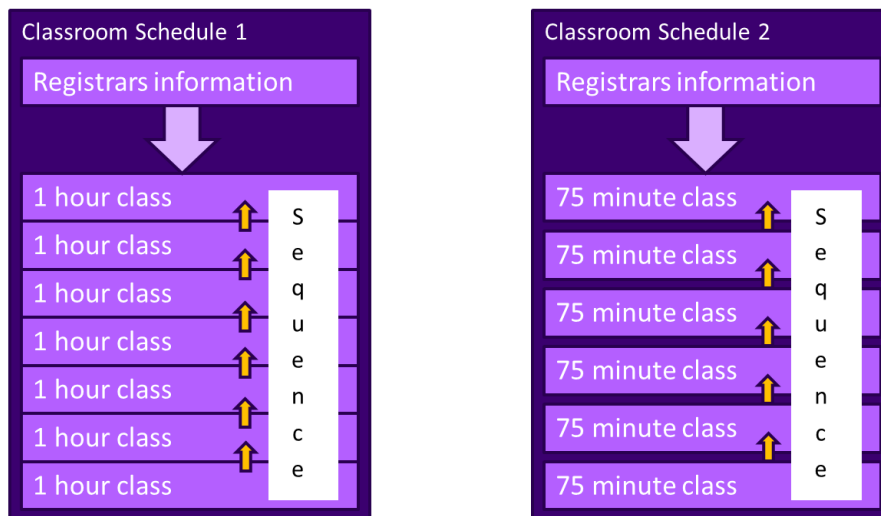 Classroom Schedule 1
Registrars information
1 hour class
1 hour class
1 hour class
1 hour class
1 hour class
1 hour class
1 hour class
Sequence
Classroom Schedule 2
Registrars information
75 minute class
75 minute class
75 minute class
75 minute class
75 minute class
75 minute class
Sequence